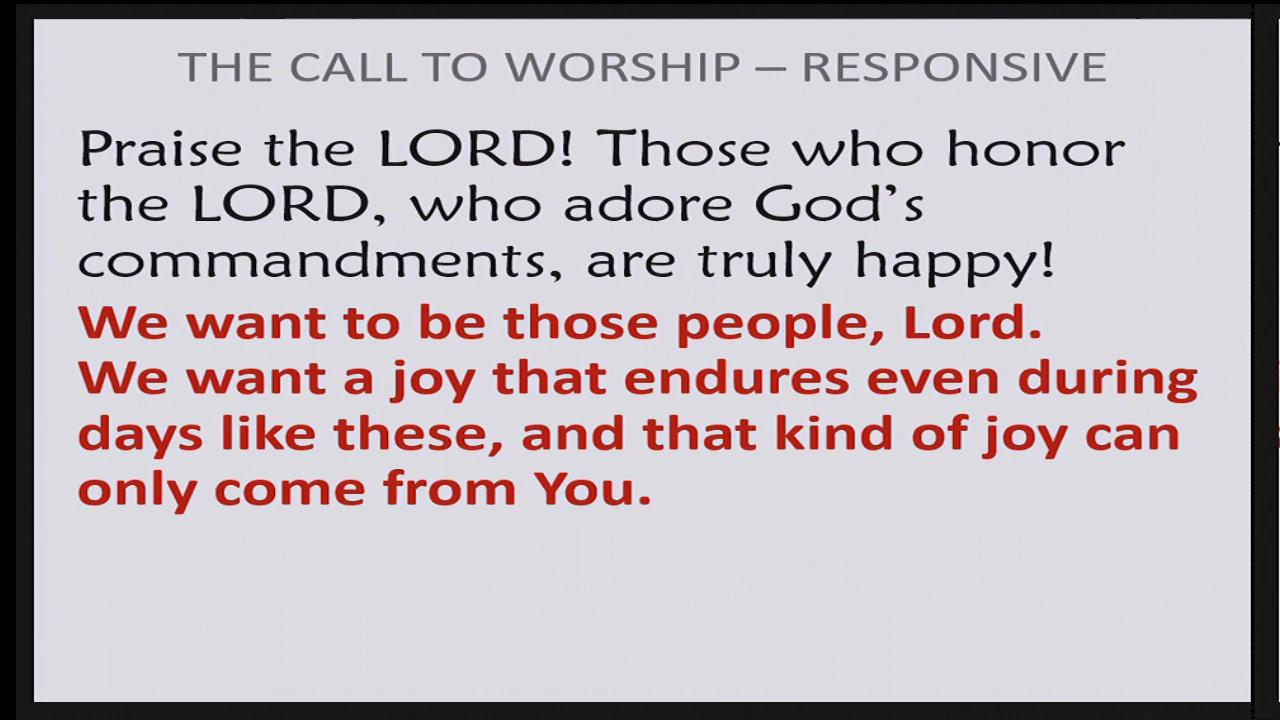 THE CALL TO WORSHIP – RESPONSIVE
Praise the LORD! Those who honor
the LORD, who adore God's
commandments, are truly happy!
We want to be those people, Lord.
We want a joy that endures even during
days like these, and that kind of joy can
only come from You.